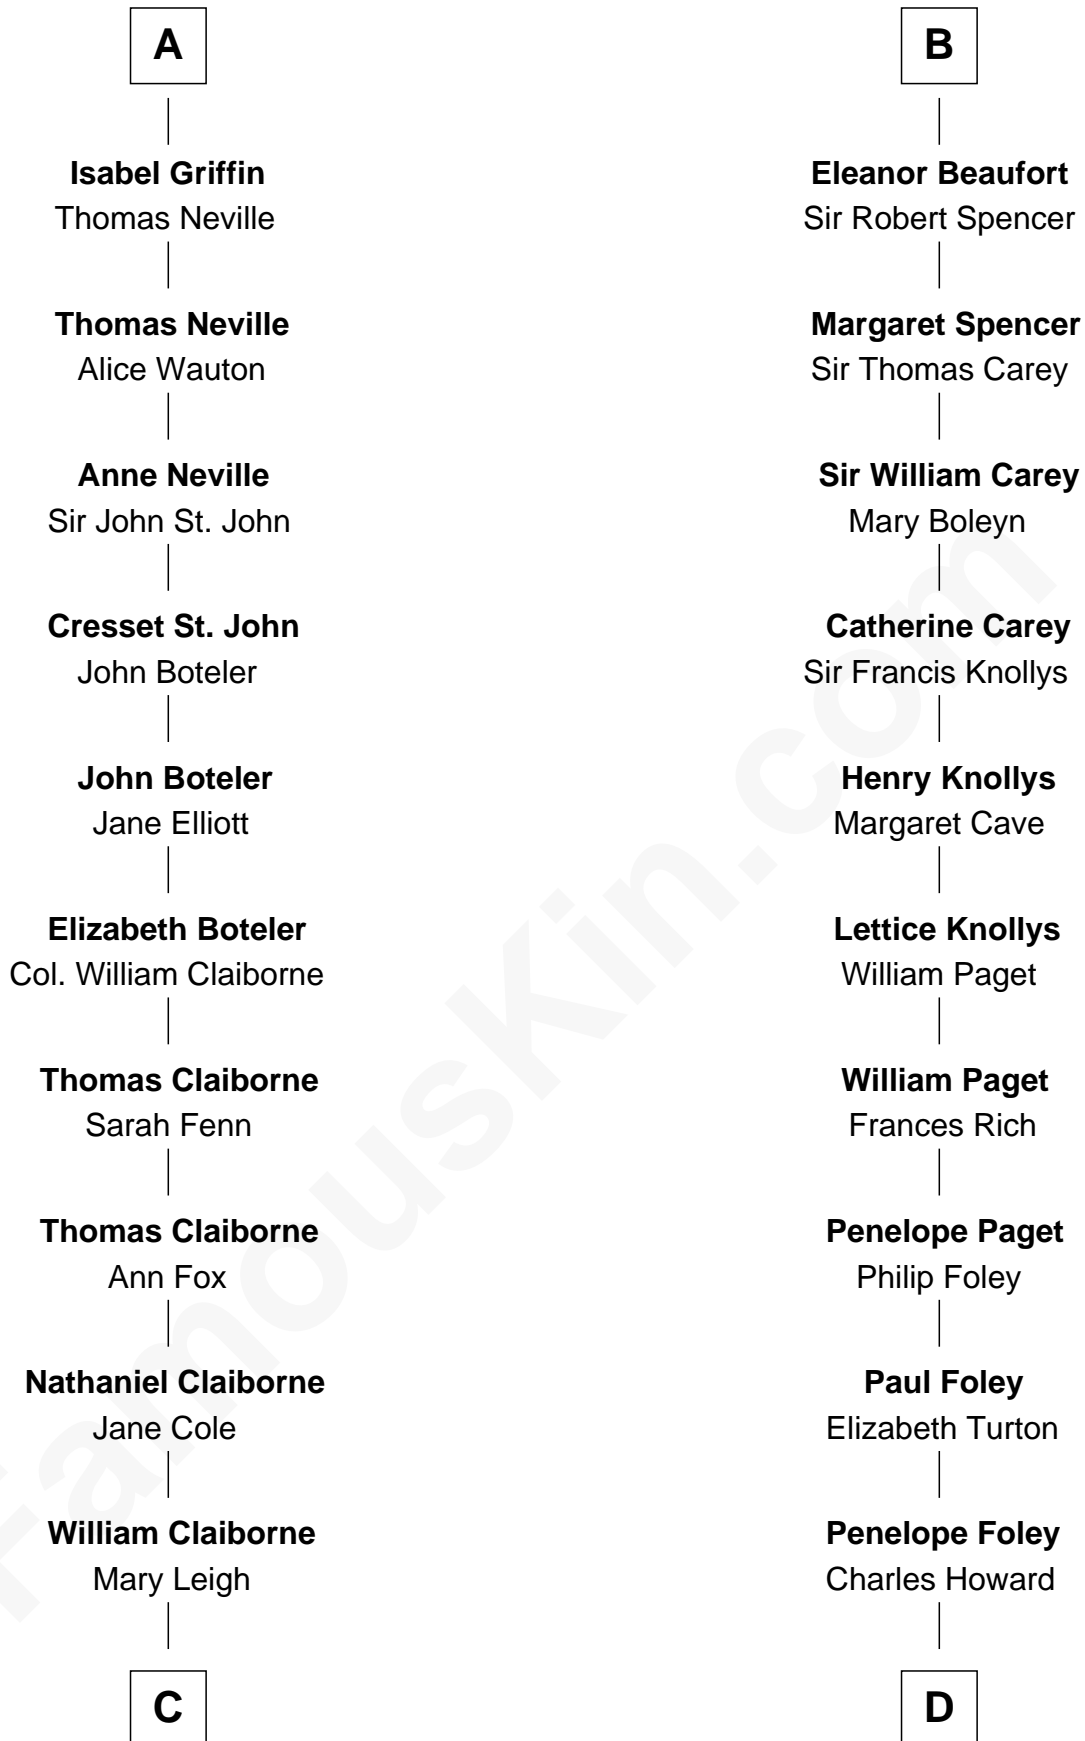 A
Isabel Griffin
Thomas Neville
Thomas Neville
Alice Wauton
Anne Neville
Sir John St. John
Cresset St. John
John Boteler
John Boteler
Jane Elliott
Elizabeth Boteler
Col. William Claiborne
Thomas Claiborne
Sarah Fenn
Thomas Claiborne
Ann Fox
Nathaniel Claiborne
Jane Cole
William Claiborne
Mary Leigh
C
B
Eleanor Beaufort
Sir Robert Spencer
Margaret Spencer
Sir Thomas Carey
Sir William Carey
Mary Boleyn
Catherine Carey
Sir Francis Knollys
Henry Knollys
Margaret Cave
Lettice Knollys
William Paget
William Paget
Frances Rich
Penelope Paget
Philip Foley
Paul Foley
Elizabeth Turton
Penelope Foley
Charles Howard
D
FamousKin.com